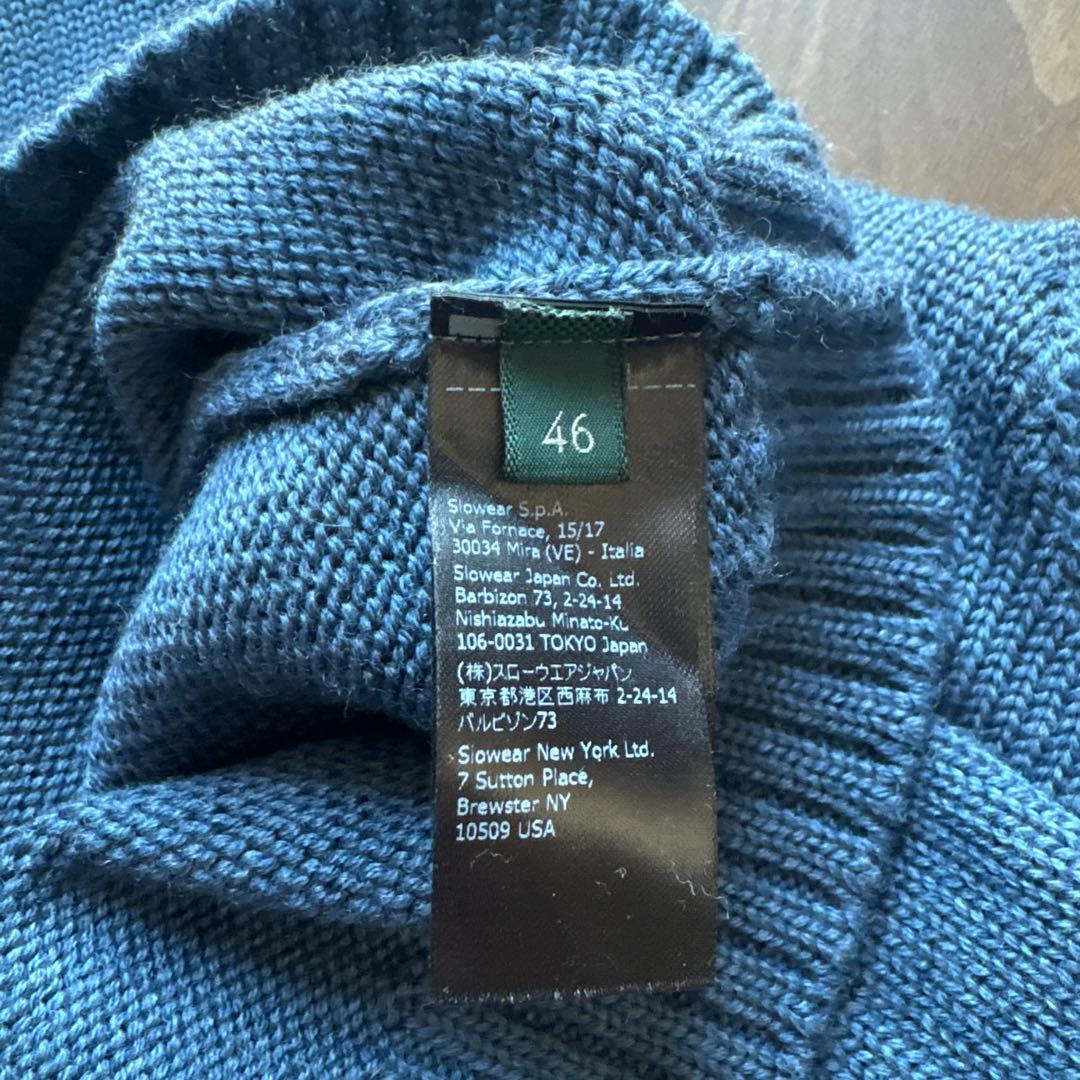 46
Slowear S.p.A.
Via Fornace, 15/17
30034 Mira (VE) - Italia
Slowear Japan Co. Ltd.
Barbizon 73, 2-24-14
Nishiazabu Minato-Ku
106-0031 TOKYO Japan
(株)スローウエアジャパン
東京都港区西麻布 2-24-14
バルビゾン73
Slowear New York Ltd.
7 Sutton Place,
Brewster NY
10509 USA